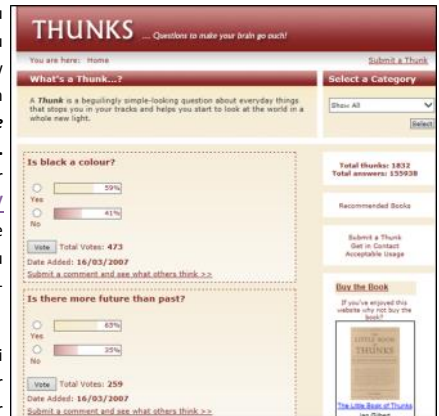 THUNKS ... Questions to make your brain go ouch!
You are here: Home
Submit a Thunk
What's a Thunk...?
A Thunk is a beguilingly simple-looking question about everyday things
that stops you in your tracks and helps you start to look at the world in a
whole new light.
Is black a colour?
59%
Yes
41%
No
Vote Total Votes: 473
Date Added: 16/03/2007
Submit a comment and see what others think >>
Is there more future than past?
Yes
No
Vote Total Votes: 259
Date Added: 16/03/2007
Submit a comment and see what others think >>
Select a Category
Show All
Select
Total thunks: 1832
Total answers: 155938
Recommended Books
Submit a Thunk
Get in Contact
Acceptable Usage
Buy the Book
If you've enjoyed this
website why not buy the
book?
LITTLE BOOK
THUNKS
The Little Book of Thunks
Ian Gilbert